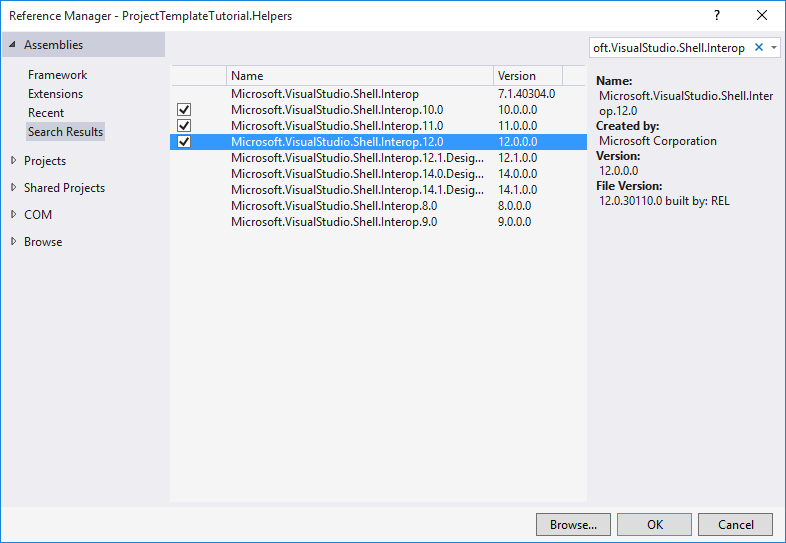 Reference Manager - ProjectTemplateTutorial.Helpers
?
Assemblies
Framework
Extensions
Recent
Search Results
Projects
Shared Projects
COM
Browse
Name Version
Microsoft.VisualStudio.Shell.Interop 7.1.40304.0
Microsoft.VisualStudio.Shell.Interop.10.0 10.0.0.0
Microsoft.VisualStudio.Shell.Interop.11.0 11.0.0.0
Microsoft.VisualStudio.Shell.Interop.12.0 12.0.0.0
Microsoft.VisualStudio.Shell.Interop.12.1.Desig... 12.1.0.0
Microsoft.VisualStudio.Shell.Interop.14.0.Desig... 14.0.0.0
Microsoft.VisualStudio.Shell.Interop.14.1.Desig... 14.1.0.0
Microsoft.VisualStudio.Shell.Interop.8.0 8.0.0.0
Microsoft.VisualStudio.Shell.Interop.9.0 9.0.0.0
oft.VisualStudio.Shell.Interop
Name:
Microsoft.VisualStudio.Shell.Inter
op.12.0
Created by:
Microsoft Corporation
Version:
12.0.0.0
File Version:
12.0.30110.0 built by: REL
Browse... OK Cancel